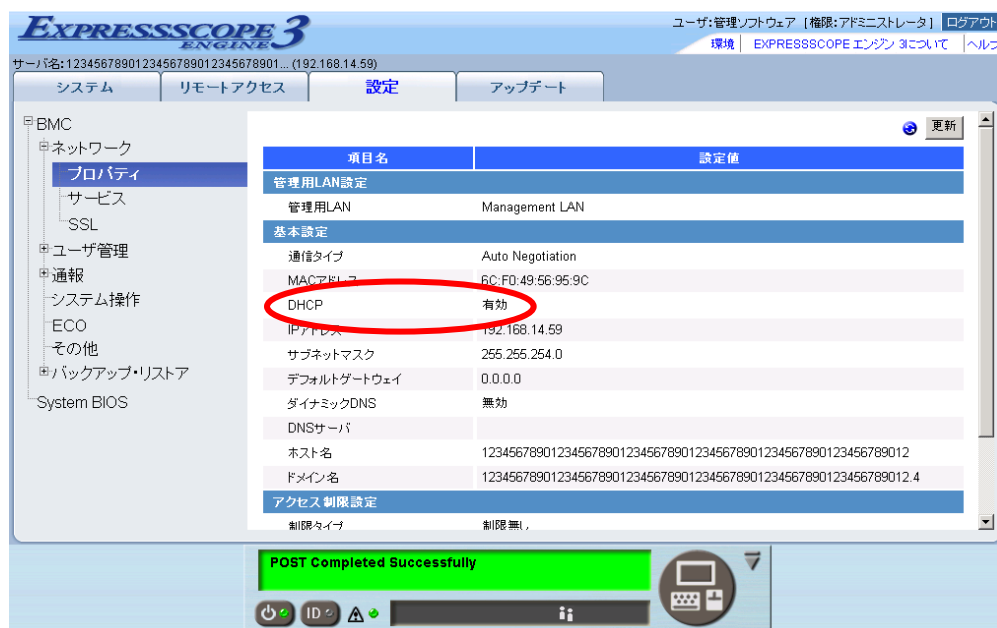 EXPRESSSCOPE
ENGINE 3
ユーザ:管理ソフトウェア [権限:アドミニストレータ] ログアウト
環境 EXPRESSSCOPE エンジン 3について ヘルプ
サーバ名:1234567890123456789012345678901... (192.168.14.59)
システム リモートアクセス 設定 アップデート
BMC
ネットワーク
プロパティ
サービス
SSL
ユーザ管理
通報
システム操作
ECO
その他
バックアップ・リストア
System BIOS
更新
項目名 設定値
管理用LAN設定
管理用LAN Management LAN
基本設定
通信タイプ Auto Negotiation
MACアドレス 6C:F0:49:56:95:9C
DHCP 有効
IPアドレス 192.168.14.59
サブネットマスク 255.255.254.0
デフォルトゲートウェイ 0.0.0.0
ダイナミックDNS 無効
DNSサーバ
ホスト名 12345678901234567890123456789012345678901234567890123456789012
ドメイン名 12345678901234567890123456789012345678901234567890123456789012.4
アクセス制限設定
制限タイプ 制限無し
POST Completed Successfully
ID